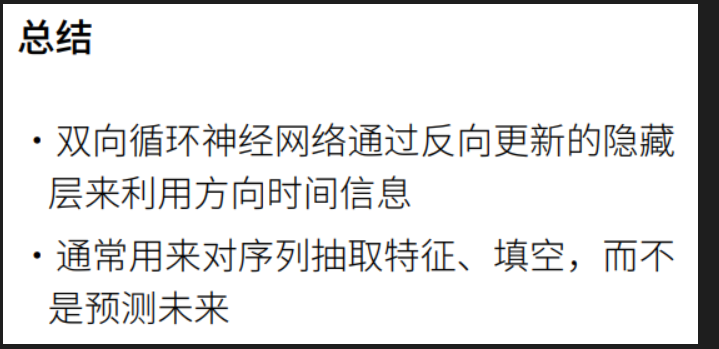 总结
• 双向循环神经网络通过反向更新的隐藏
层来利用方向时间信息
• 通常用来对序列抽取特征、填空，而不
是预测未来